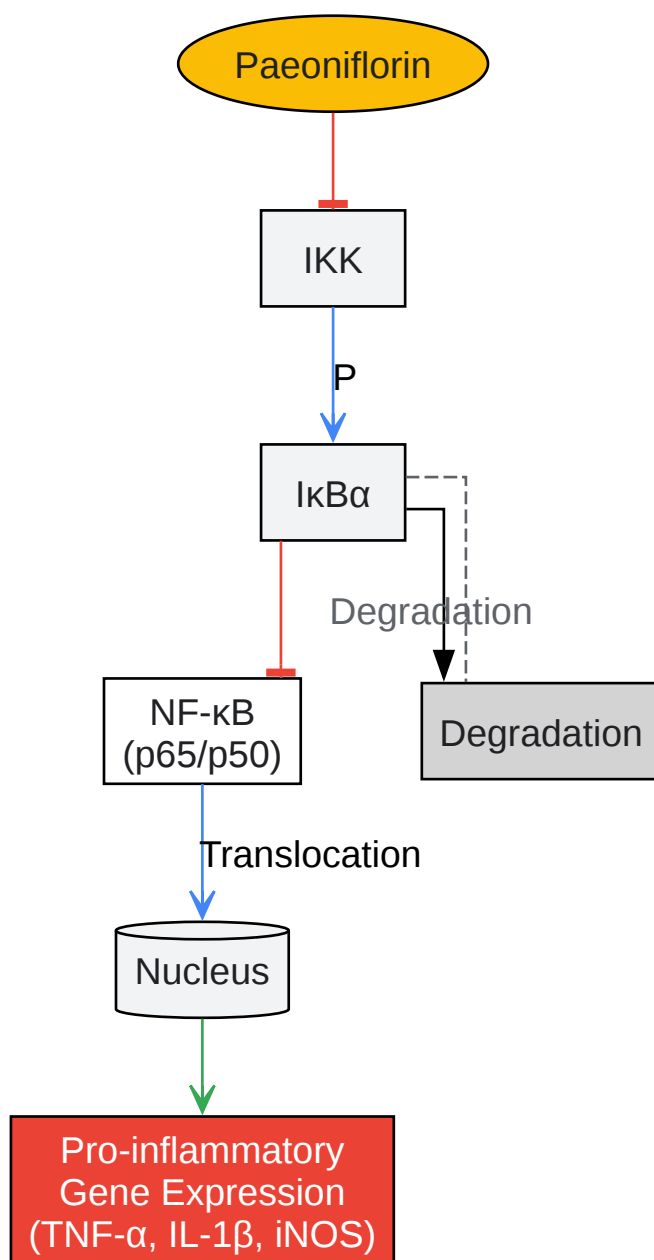 Paeoniflorin
IKK
P
IκBα
Degradation
NF-κB
(p65/p50)
Degradation
Translocation
Nucleus
Pro-inflammatory
Gene Expression
(TNF-α, IL-1β, iNOS)